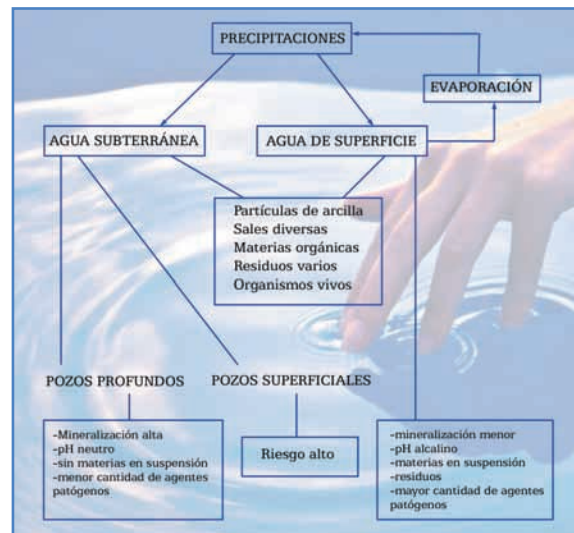 PRECIPITACIONES
EVAPORACIÓN
AGUA SUBTERRÁNEA
AGUA DE SUPERFICIE
Partículas de arcilla
Sales diversas
Materias orgánicas
Residuos varios
Organismos vivos
POZOS PROFUNDOS
POZOS SUPERFICIALES
-Mineralización alta
-pH neutro
-sin materias en suspensión
-menor cantidad de agentes
patógenos
Riesgo alto
-mineralización menor
-pH alcalino
-materias en suspensión
-residuos
-mayor cantidad de agentes
patógenos